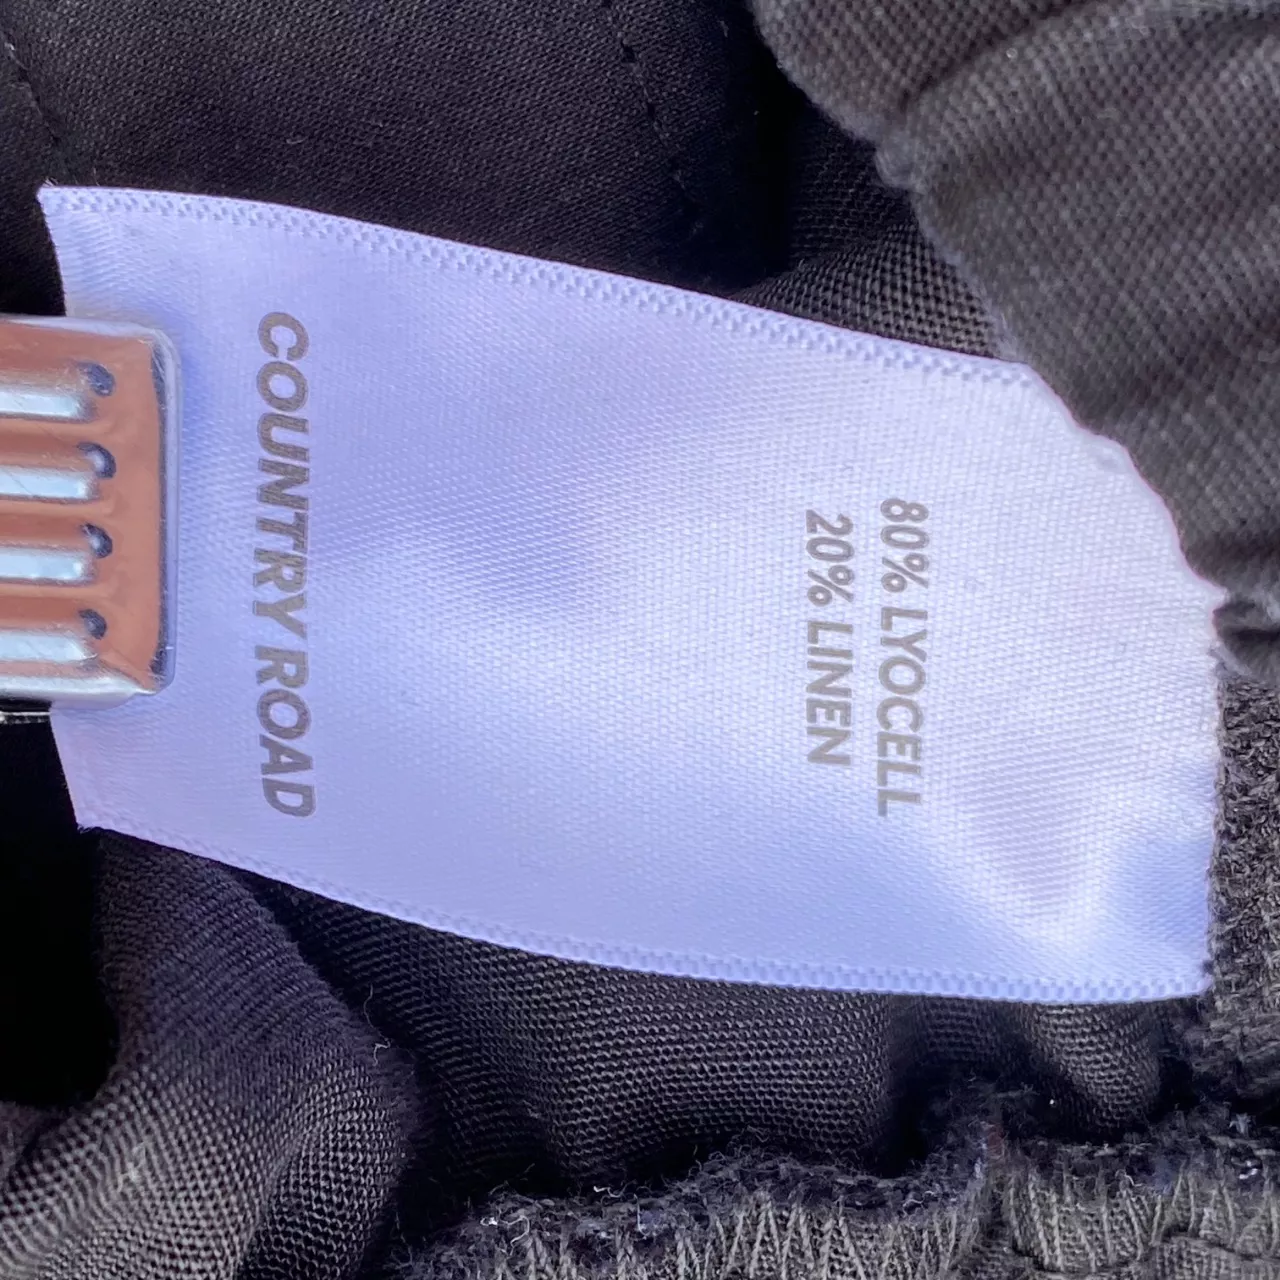 80% LYOCELL
20% LINEN
COUNTRY ROAD